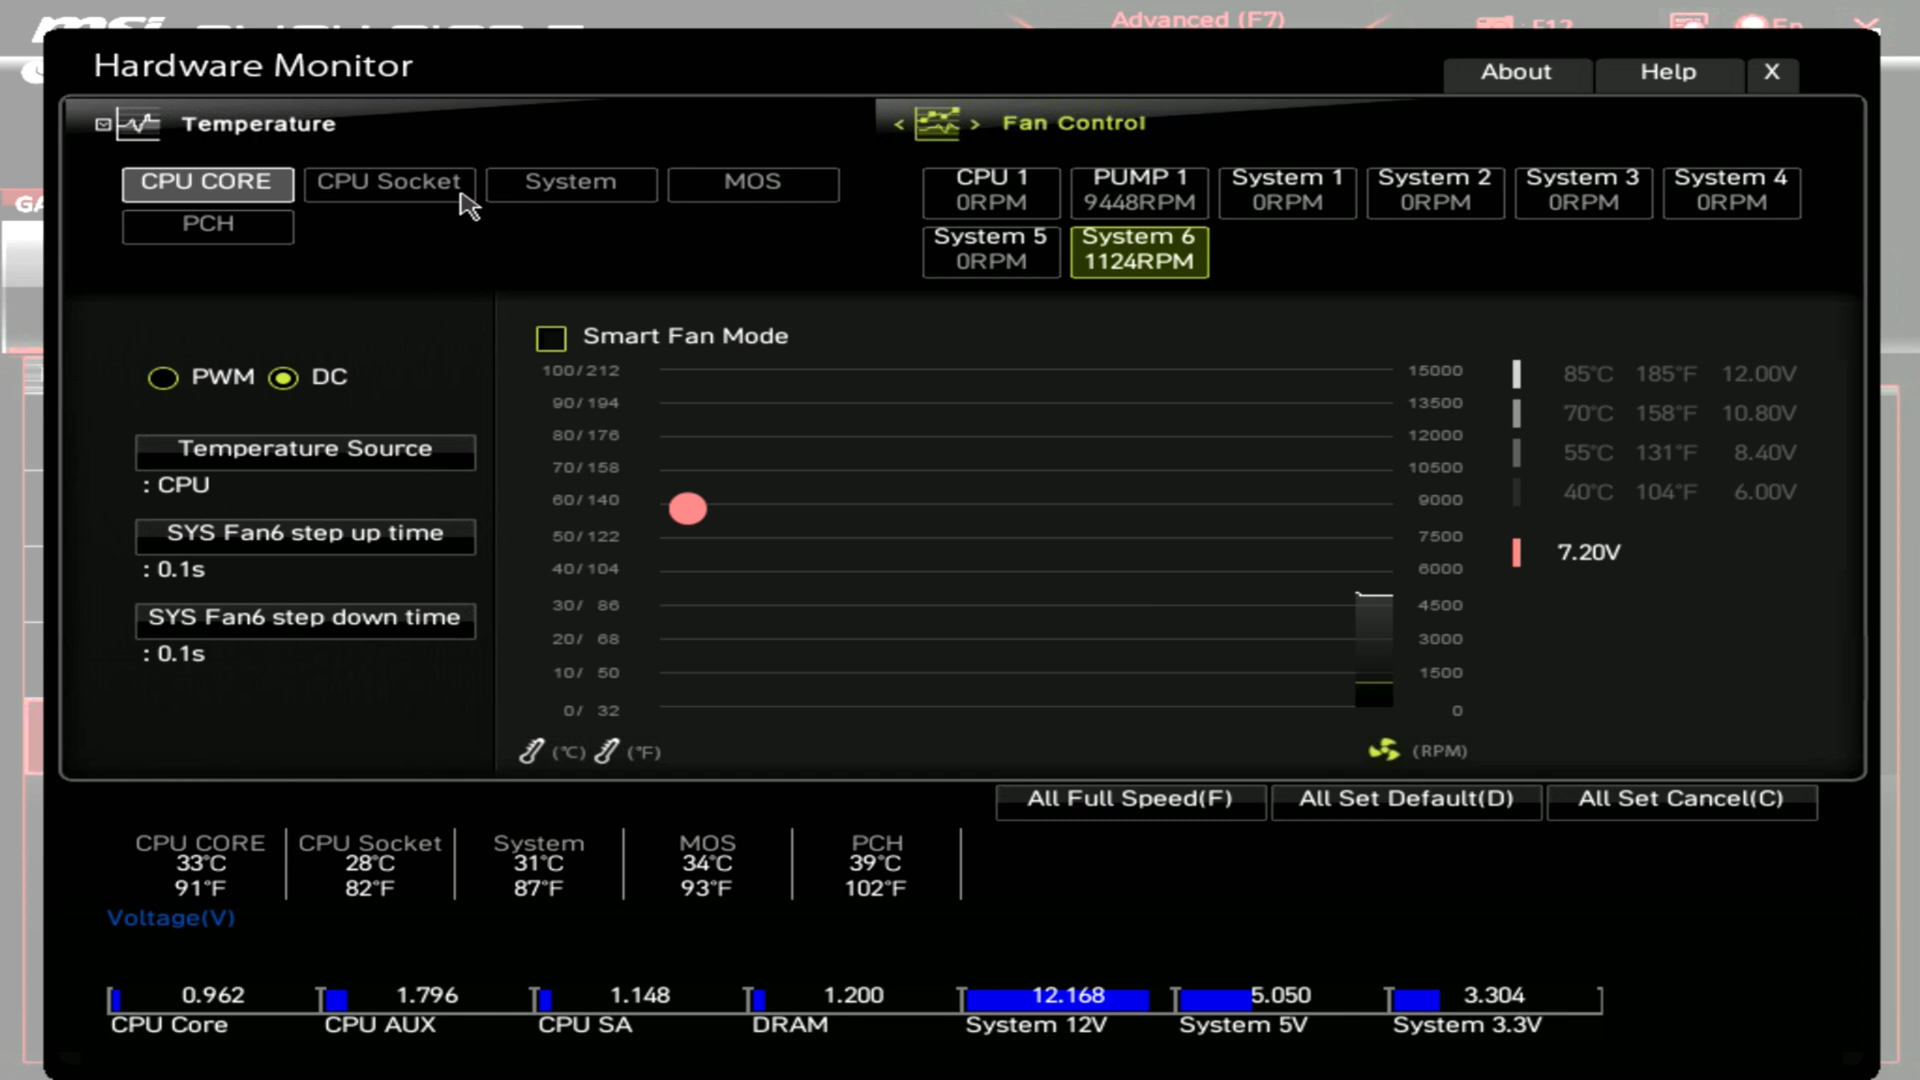 Advanced (F7)
: F12
En
X
Hardware Monitor
About
Help
X
Temperature
< > Fan Control
CPU CORE
CPU Socket
System
MOS
PCH
CPU 1
0RPM
PUMP 1
9448RPM
System 1
0RPM
System 2
0RPM
System 3
0RPM
System 4
0RPM
System 5
0RPM
System 6
1124RPM
GA
PWM
DC
Temperature Source
: CPU
SYS Fan6 step up time
: 0.1s
SYS Fan6 step down time
: 0.1s
Smart Fan Mode
100/212
90/194
80/176
70/158
60/140
50/122
40/104
30/ 86
20/ 68
10/ 50
0/ 32
(°C)
(°F)
15000
13500
12000
10500
9000
7500
6000
4500
3000
1500
0
(RPM)
85°C 185°F 12.00V
70°C 158°F 10.80V
55°C 131°F 8.40V
40°C 104°F 6.00V
7.20V
All Full Speed(F)
All Set Default(D)
All Set Cancel(C)
CPU CORE
33°C
91°F
CPU Socket
28°C
82°F
System
31°C
87°F
MOS
34°C
93°F
PCH
39°C
102°F
Voltage(V)
0.962
CPU Core
1.796
CPU AUX
1.148
CPU SA
1.200
DRAM
12.168
System 12V
5.050
System 5V
3.304
System 3.3V